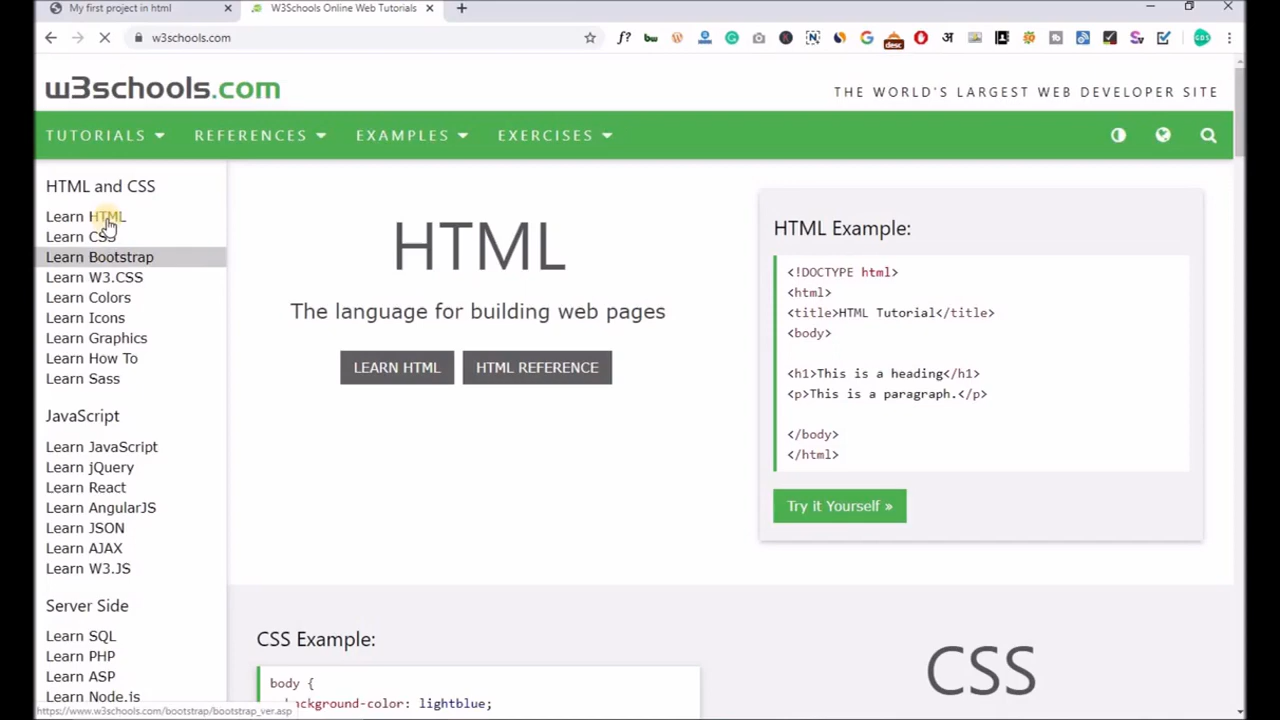 My first project in html
W3Schools Online Web Tutorials
w3schools.com
w3schools.com
THE WORLD'S LARGEST WEB DEVELOPER SITE
TUTORIALS REFERENCES EXAMPLES EXERCISES
HTML and CSS
Learn HTML
Learn CSS
Learn Bootstrap
Learn W3.CSS
Learn Colors
Learn Icons
Learn Graphics
Learn How To
Learn Sass
JavaScript
Learn JavaScript
Learn jQuery
Learn React
Learn AngularJS
Learn JSON
Learn AJAX
Learn W3.JS
Server Side
Learn SQL
Learn PHP
Learn ASP
Learn Node.js
https://www.w3schools.com/bootstrap/bootstrap_ver.asp
HTML
The language for building web pages
LEARN HTML HTML REFERENCE
HTML Example:
<!DOCTYPE html>
<html>
<title>HTML Tutorial</title>
<body>
<h1>This is a heading</h1>
<p>This is a paragraph.</p>
</body>
</html>
Try it Yourself »
CSS Example:
body {
background-color: lightblue;
CSS